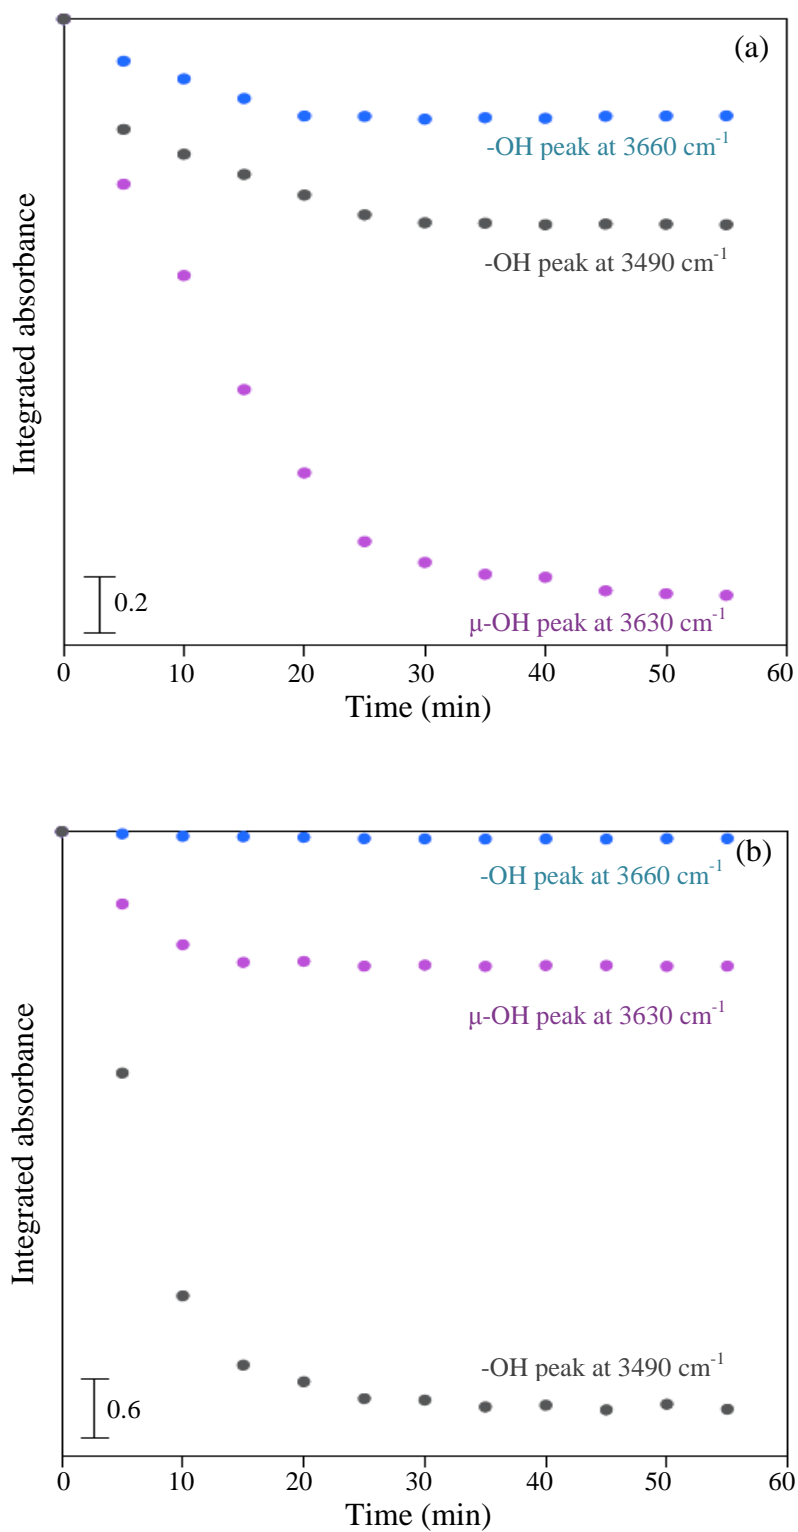 (a)
-OH peak at 3660 cm⁻¹
-OH peak at 3490 cm⁻¹
Integrated absorbance
0.2
μ-OH peak at 3630 cm⁻¹
0 10 20 30 40 50 60
Time (min)
(b)
-OH peak at 3660 cm⁻¹
μ-OH peak at 3630 cm⁻¹
Integrated absorbance
-OH peak at 3490 cm⁻¹
0.6
0 10 20 30 40 50 60
Time (min)